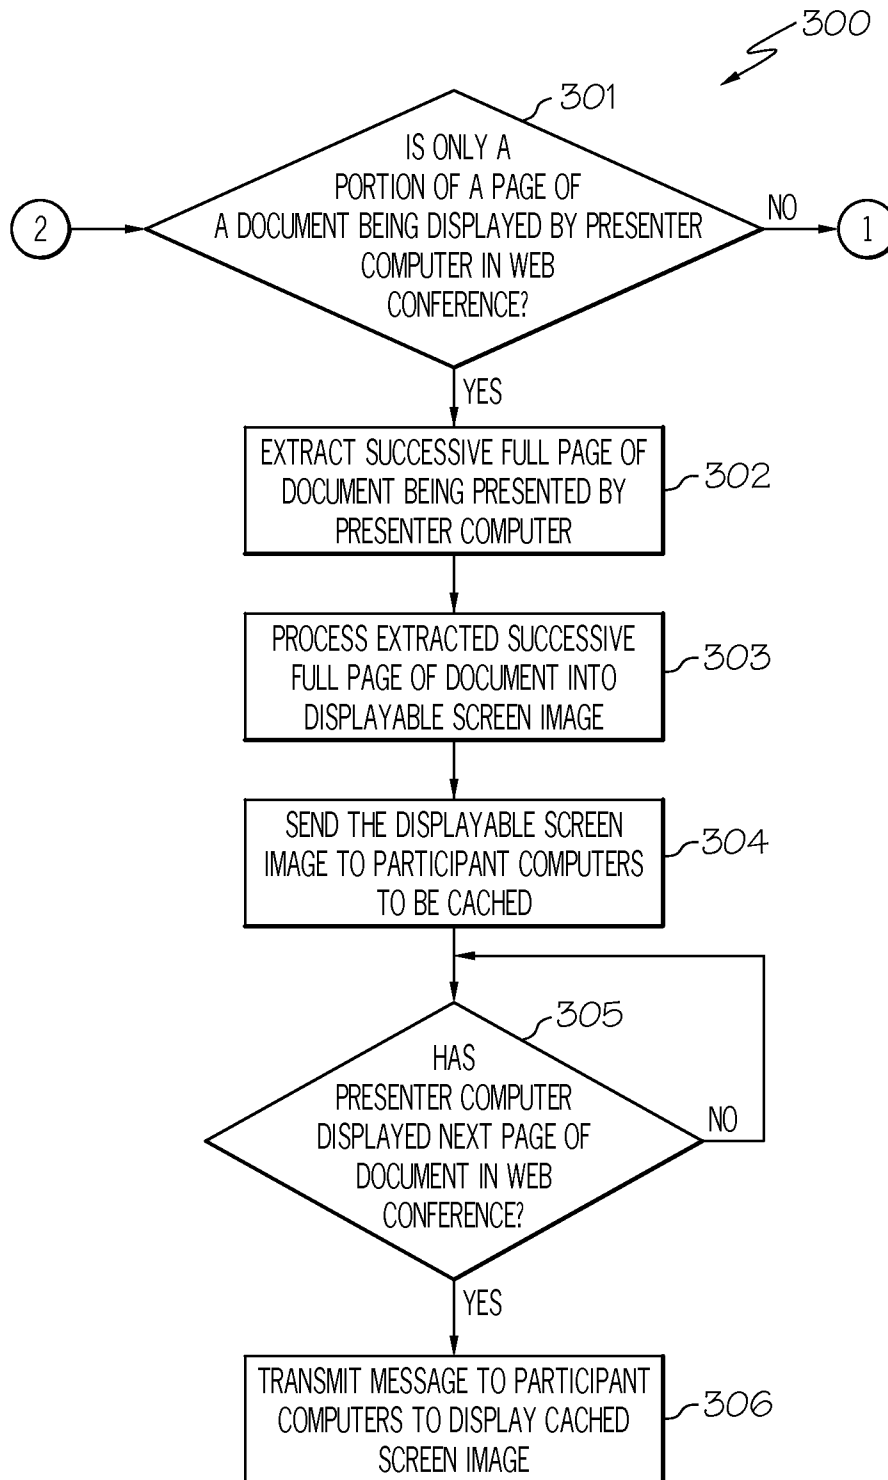 300
301
IS ONLY A
PORTION OF A PAGE OF
A DOCUMENT BEING DISPLAYED BY PRESENTER
COMPUTER IN WEB
CONFERENCE?
2
NO
1
YES
EXTRACT SUCCESSIVE FULL PAGE OF
DOCUMENT BEING PRESENTED BY
PRESENTER COMPUTER
302
PROCESS EXTRACTED SUCCESSIVE
FULL PAGE OF DOCUMENT INTO
DISPLAYABLE SCREEN IMAGE
303
SEND THE DISPLAYABLE SCREEN
IMAGE TO PARTICIPANT COMPUTERS
TO BE CACHED
304
305
HAS
PRESENTER COMPUTER
DISPLAYED NEXT PAGE OF
DOCUMENT IN WEB
CONFERENCE?
NO
YES
TRANSMIT MESSAGE TO PARTICIPANT
COMPUTERS TO DISPLAY CACHED
SCREEN IMAGE
306